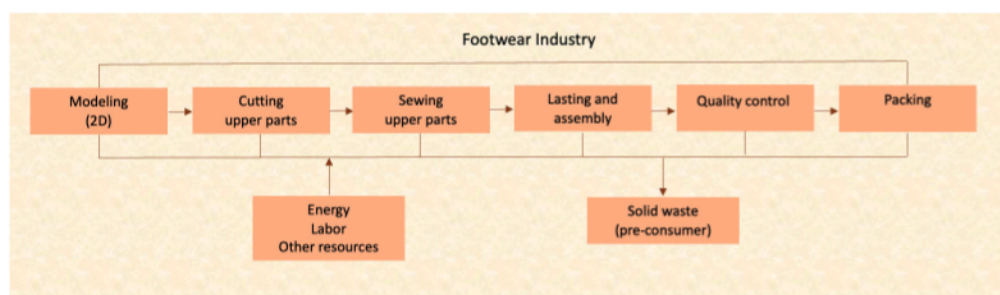 Footwear Industry
Modeling
(2D)
Cutting
upper parts
Sewing
upper parts
Lasting and
assembly
Quality control
Packing
Energy
Labor
Other resources
Solid waste
(pre-consumer)